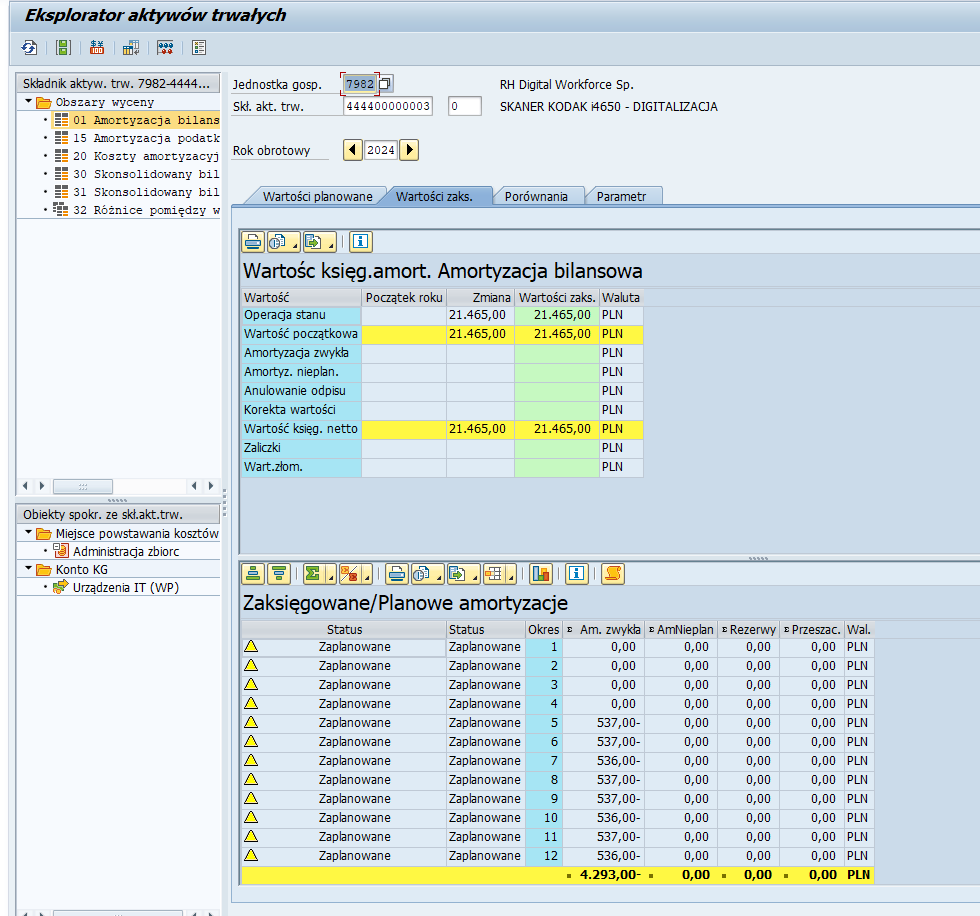 Eksplorator aktywów trwałych
Składnik aktyw. trw. 7982-4444...
Obszary wyceny
01 Amortyzacja bilans
15 Amortyzacja podatk
20 Koszty amortyzacyj
30 Skonsolidowany bil
31 Skonsolidowany bil
32 Różnice pomiędzy w
Obiekty spokr. ze skł.akt.trw.
Miejsce powstawania kosztów
Administracja zbiorc
Konto KG
Urządzenia IT (WP)
Jednostka gosp. 7982 RH Digital Workforce Sp.
Skł. akt. trw. 444400000003 0 SKANER KODAK i4650 - DIGITALIZACJA
Rok obrotowy 2024
Wartości planowane Wartości zaks. Porównania Parametr
Wartośc księg.amort. Amortyzacja bilansowa
Wartość Początek roku Zmiana Wartości zaks. Waluta
Operacja stanu 21.465,00 21.465,00 PLN
Wartość początkowa 21.465,00 21.465,00 PLN
Amortyzacja zwykła PLN
Amortyz. nieplan. PLN
Anulowanie odpisu PLN
Korekta wartości PLN
Wartość księg. netto 21.465,00 21.465,00 PLN
Zaliczki PLN
Wart.złom. PLN
Zaksięgowane/Planowe amortyzacje
Status Status Okres Σ Am. zwykła Σ AmNieplan Σ Rezerwy Σ Przeszac. Wal.
Zaplanowane Zaplanowane 1 0,00 0,00 0,00 0,00 PLN
Zaplanowane Zaplanowane 2 0,00 0,00 0,00 0,00 PLN
Zaplanowane Zaplanowane 3 0,00 0,00 0,00 0,00 PLN
Zaplanowane Zaplanowane 4 0,00 0,00 0,00 0,00 PLN
Zaplanowane Zaplanowane 5 537,00- 0,00 0,00 0,00 PLN
Zaplanowane Zaplanowane 6 537,00- 0,00 0,00 0,00 PLN
Zaplanowane Zaplanowane 7 536,00- 0,00 0,00 0,00 PLN
Zaplanowane Zaplanowane 8 537,00- 0,00 0,00 0,00 PLN
Zaplanowane Zaplanowane 9 537,00- 0,00 0,00 0,00 PLN
Zaplanowane Zaplanowane 10 536,00- 0,00 0,00 0,00 PLN
Zaplanowane Zaplanowane 11 537,00- 0,00 0,00 0,00 PLN
Zaplanowane Zaplanowane 12 536,00- 0,00 0,00 0,00 PLN
4.293,00- 0,00 0,00 0,00 PLN